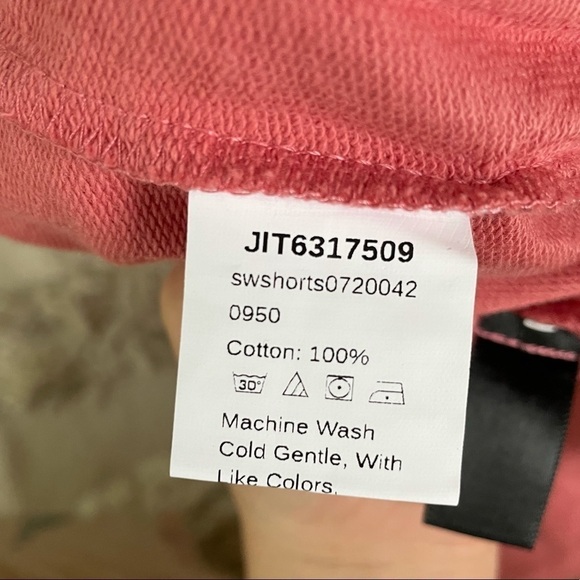 JIT6317509
swshorts0720042
0950
Cotton: 100%
30°
Machine Wash
Cold Gentle, With
Like Colors,